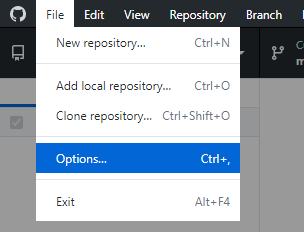 File Edit View Repository Branch
New repository... Ctrl+N
Add local repository... Ctrl+O
Clone repository... Ctrl+Shift+O
Options... Ctrl+,
Exit Alt+F4